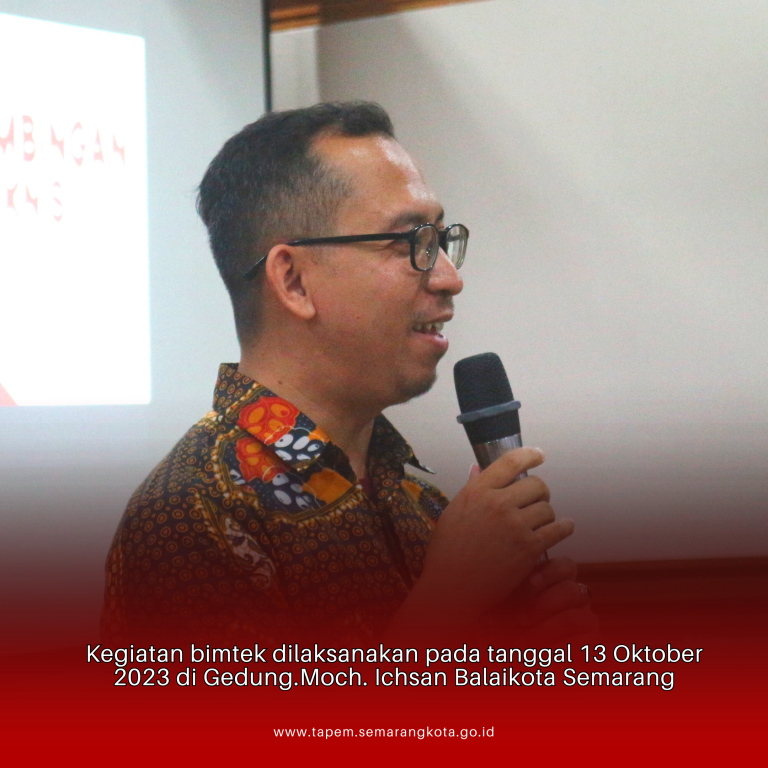 Kegiatan bimtek dilaksanakan pada tanggal 13 Oktober
2023 di Gedung.Moch. Ichsan Balaikota Semarang
www.tapem.semarangkota.go.id